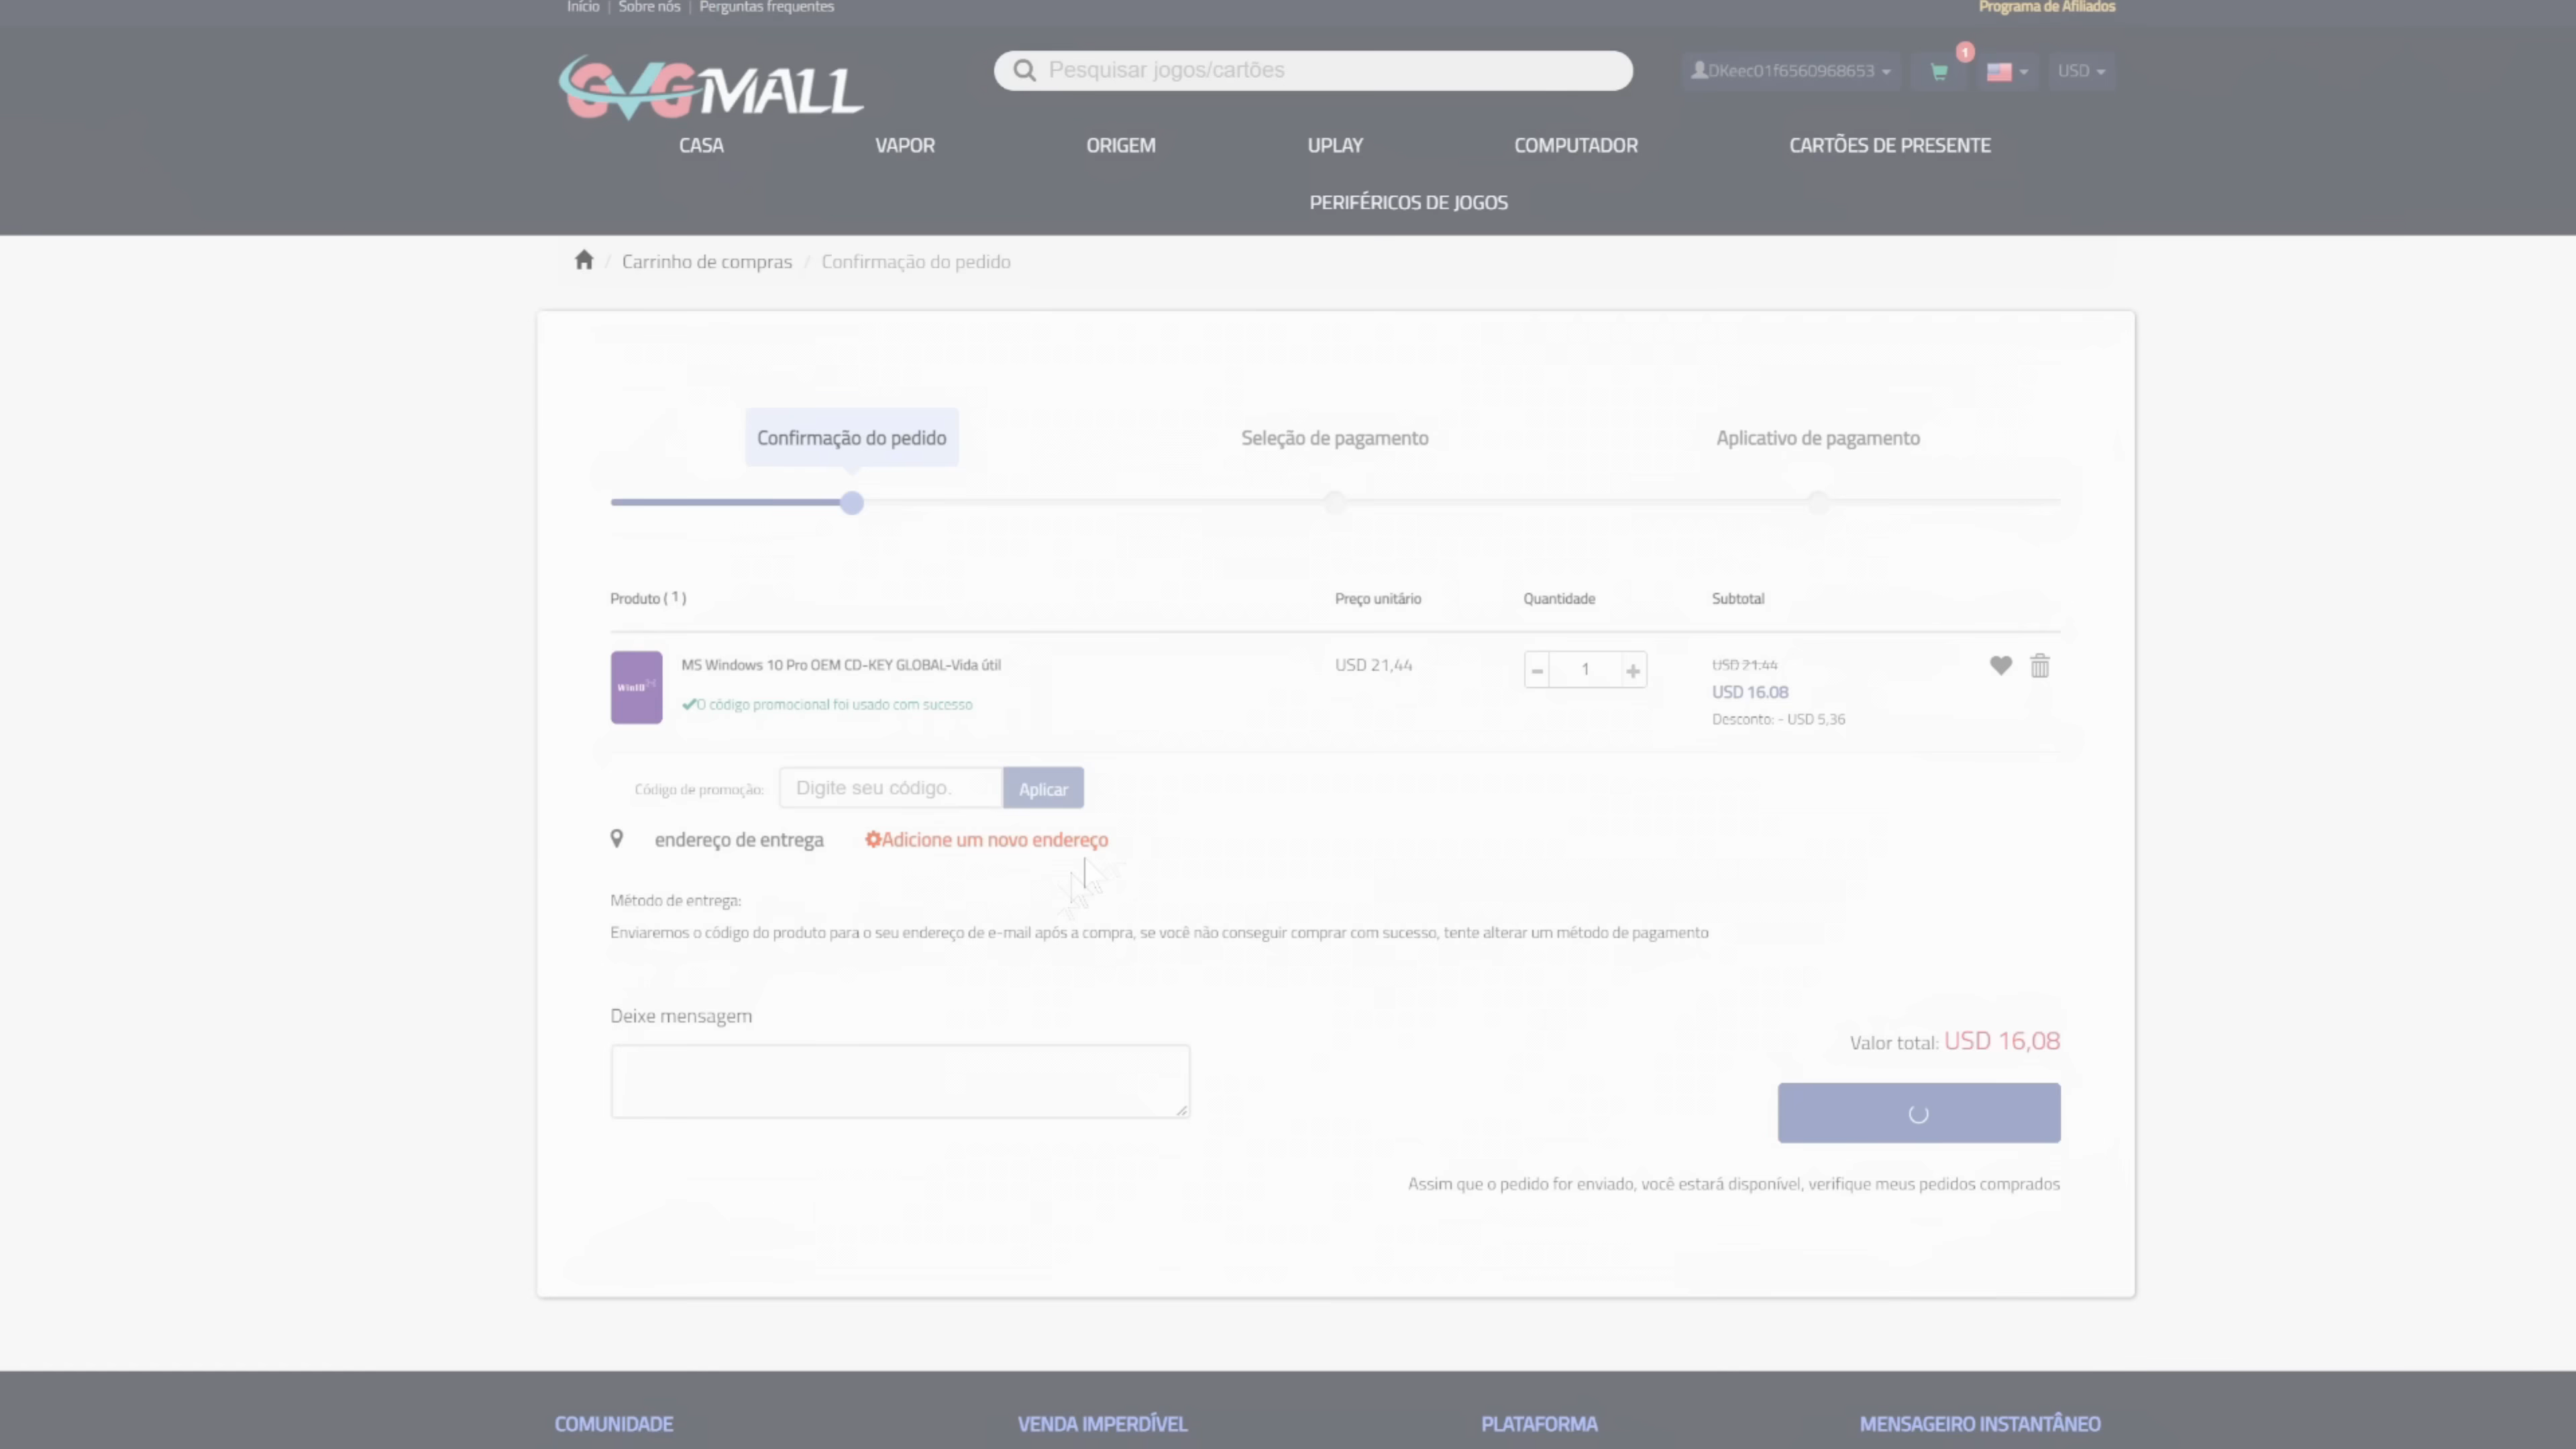 Início | Sobre nós | Perguntas frequentes
Programa de Afiliados
GVGMALL
Pesquisar jogos/cartões
DKeec01f6560968653
1
USD
CASA
VAPOR
ORIGEM
UPLAY
COMPUTADOR
CARTÕES DE PRESENTE
PERIFÉRICOS DE JOGOS
/ Carrinho de compras / Confirmação do pedido
Confirmação do pedido
Seleção de pagamento
Aplicativo de pagamento
Produto ( 1 )
Preço unitário
Quantidade
Subtotal
Win10
MS Windows 10 Pro OEM CD-KEY GLOBAL-Vida útil
USD 21,44
- 1 +
USD 21.44
USD 16.08
O código promocional foi usado com sucesso
Desconto: - USD 5,36
Código de promoção:
Digite seu código.
Aplicar
endereço de entrega
Adicione um novo endereço
Método de entrega:
Enviaremos o código do produto para o seu endereço de e-mail após a compra, se você não conseguir comprar com sucesso, tente alterar um método de pagamento
Deixe mensagem
Valor total: USD 16,08
Assim que o pedido for enviado, você estará disponível, verifique meus pedidos comprados
COMUNIDADE
VENDA IMPERDÍVEL
PLATAFORMA
MENSAGEIRO INSTANTÂNEO